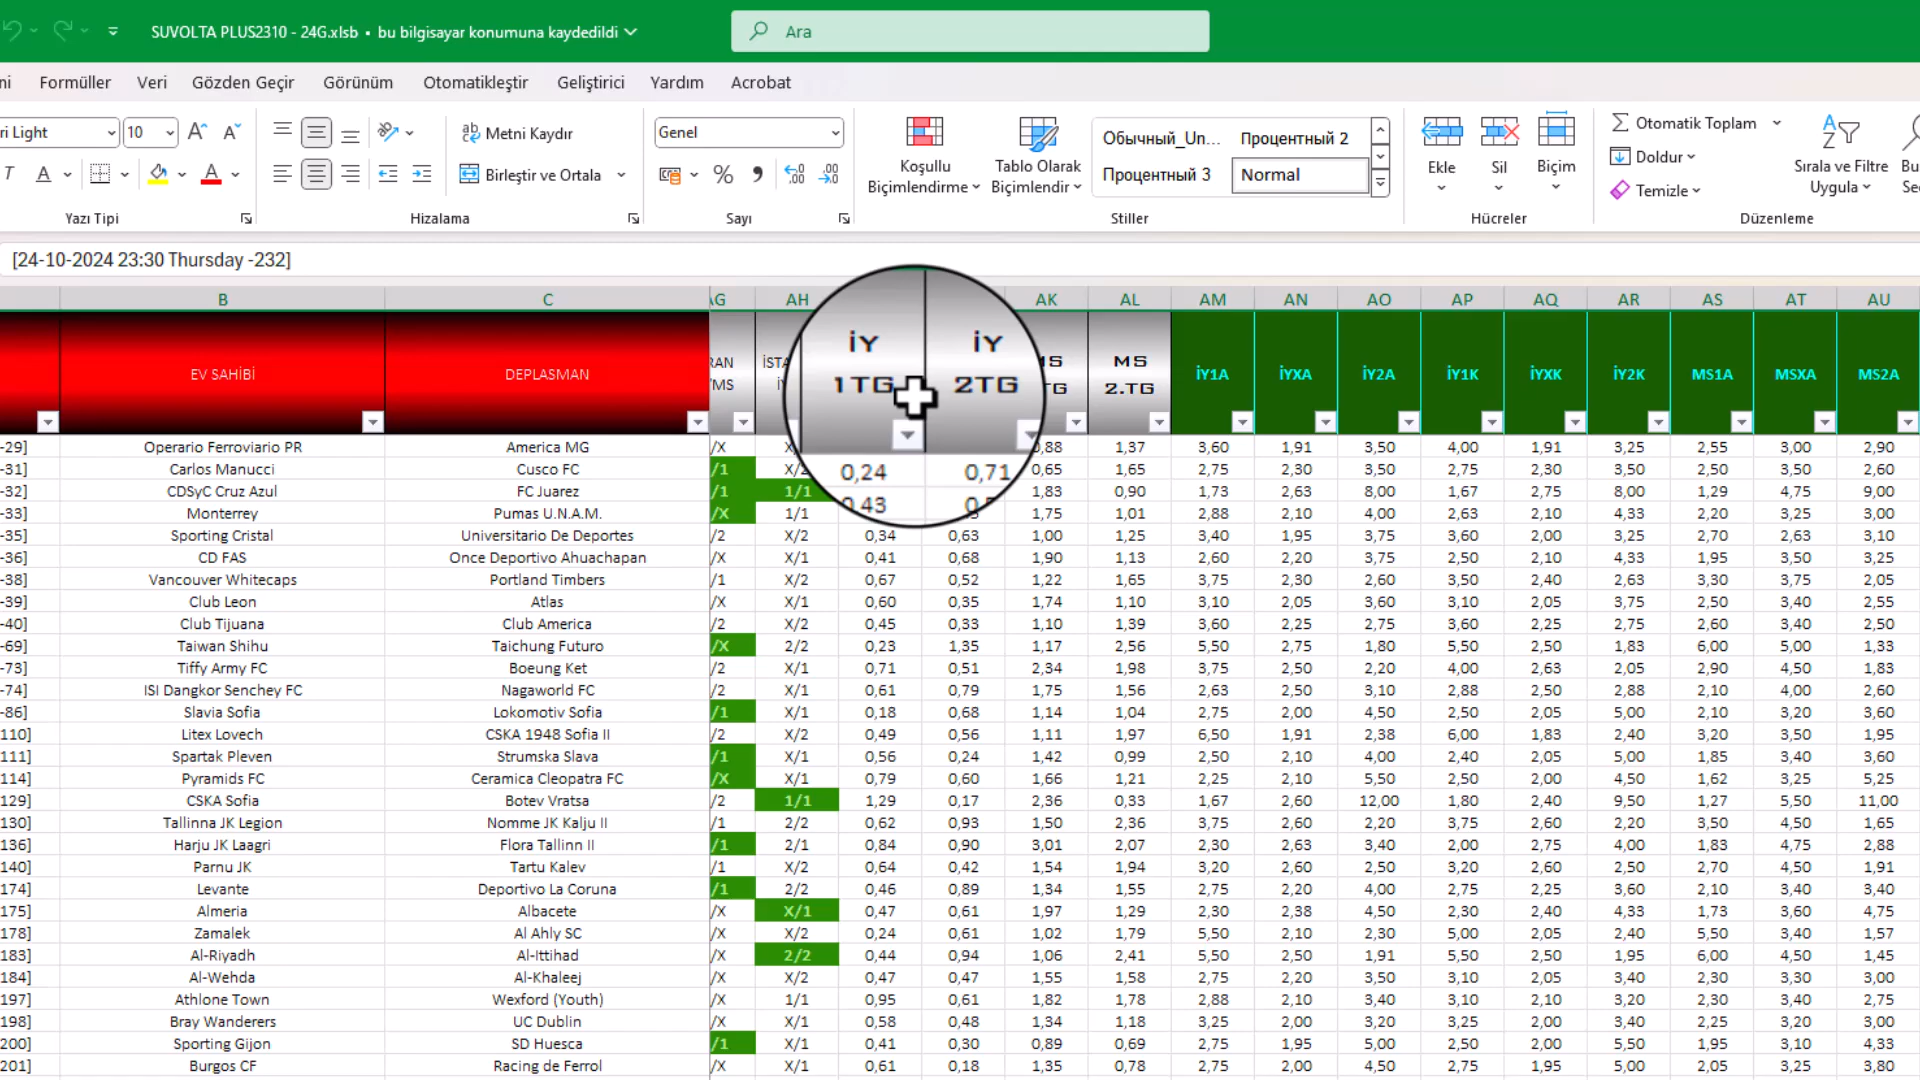 SUVOLTA PLUS2310 - 24G.xlsb • bu bilgisayar konumuna kaydedildi
Ara
Formüller Veri Gözden Geçir Görünüm Otomatikleştir Geliştirici Yardım Acrobat
Light 10 Metni Kaydır Genel Обычный_Un... Процентный 2 Otomatik Toplam
Birleştir ve Ortala Koşullu Biçimlendirme Tablo Olarak Biçimlendir Процентный 3 Normal Ekle Sil Biçim Doldur Temizle Sırala ve Filtre Uygula
Yazı Tipi Hizalama Sayı Stiller Hücreler Düzenleme
[24-10-2024 23:30 Thursday -232]
B C AG AH AK AL AM AN AO AP AQ AR AS AT AU
EV SAHİBİ DEPLASMAN İY 1TG İY 2TG MS 2.TG İY1A İYXA İY2A İY1K İYXK İY2K MS1A MSXA MS2A
-29] Operario Ferroviario PR America MG /X 0,88 1,37 3,60 1,91 3,50 4,00 1,91 3,25 2,55 3,00 2,90
-31] Carlos Manucci Cusco FC /1 X/2 0,24 0,71 0,65 1,65 2,75 2,30 3,50 2,75 2,30 3,50 2,50 3,50 2,60
-32] CDSyC Cruz Azul FC Juarez /1 1/1 0,43 1,83 0,90 1,73 2,63 8,00 1,67 2,75 8,00 1,29 4,75 9,00
-33] Monterrey Pumas U.N.A.M. /X 1/1 1,75 1,01 2,88 2,10 4,00 2,63 2,10 4,33 2,20 3,25 3,00
-35] Sporting Cristal Universitario De Deportes /2 X/2 0,34 0,63 1,00 1,25 3,40 1,95 3,75 3,60 2,00 3,25 2,70 2,63 3,10
-36] CD FAS Once Deportivo Ahuachapan /X X/1 0,41 0,68 1,90 1,13 2,60 2,20 3,75 2,50 2,10 4,33 1,95 3,50 3,25
-38] Vancouver Whitecaps Portland Timbers /1 X/2 0,67 0,52 1,22 1,65 3,75 2,30 2,60 3,50 2,40 2,63 3,30 3,75 2,05
-39] Club Leon Atlas /X X/1 0,60 0,35 1,74 1,10 3,10 2,05 3,60 3,10 2,05 3,75 2,50 3,40 2,55
-40] Club Tijuana Club America /2 X/2 0,45 0,33 1,10 1,39 3,60 2,25 2,75 3,60 2,25 2,75 2,60 3,40 2,50
-69] Taiwan Shihu Taichung Futuro /X 2/2 0,23 1,35 1,17 2,56 5,50 2,75 1,80 5,50 2,50 1,83 6,00 5,00 1,33
-73] Tiffy Army FC Boeung Ket /2 X/1 0,71 0,51 2,34 1,98 3,75 2,50 2,20 4,00 2,63 2,05 2,90 4,50 1,83
-74] ISI Dangkor Senchey FC Nagaworld FC /2 X/1 0,61 0,79 1,75 1,56 2,63 2,50 3,10 2,88 2,50 2,88 2,10 4,00 2,60
-86] Slavia Sofia Lokomotiv Sofia /1 X/1 0,18 0,68 1,14 1,04 2,75 2,00 4,50 2,50 2,05 5,00 2,10 3,20 3,60
110] Litex Lovech CSKA 1948 Sofia II /2 X/2 0,49 0,56 1,11 1,97 6,50 1,91 2,38 6,00 1,83 2,40 3,20 3,50 1,95
111] Spartak Pleven Strumska Slava /1 X/1 0,56 0,24 1,42 0,99 2,50 2,10 4,00 2,40 2,05 5,00 1,85 3,40 3,60
114] Pyramids FC Ceramica Cleopatra FC /X X/1 0,79 0,60 1,66 1,21 2,25 2,10 5,50 2,50 2,00 4,50 1,62 3,25 5,25
129] CSKA Sofia Botev Vratsa /2 1/1 1,29 0,17 2,36 0,33 1,67 2,60 12,00 1,80 2,40 9,50 1,27 5,50 11,00
130] Tallinna JK Legion Nomme JK Kalju II /1 2/2 0,62 0,93 1,50 2,36 3,75 2,60 2,20 3,75 2,60 2,20 3,50 4,50 1,65
136] Harju JK Laagri Flora Tallinn II /1 2/1 0,84 0,90 3,01 2,07 2,30 2,63 3,40 2,00 2,75 4,00 1,83 4,75 2,88
140] Parnu JK Tartu Kalev /1 X/2 0,64 0,42 1,54 1,94 3,20 2,60 2,50 3,20 2,60 2,50 2,70 4,50 1,91
174] Levante Deportivo La Coruna /1 2/2 0,46 0,89 1,34 1,55 2,75 2,20 4,00 2,75 2,25 3,60 2,10 3,40 3,40
175] Almeria Albacete /X X/1 0,47 0,61 1,97 1,29 2,30 2,38 4,50 2,30 2,40 4,33 1,73 3,60 4,75
178] Zamalek Al Ahly SC /X X/2 0,24 0,61 1,02 1,79 5,50 2,10 2,30 5,00 2,05 2,40 5,50 3,40 1,57
183] Al-Riyadh Al-Ittihad /X 2/2 0,44 0,94 1,06 2,41 5,50 2,50 1,91 5,50 2,50 1,95 6,00 4,50 1,45
184] Al-Wehda Al-Khaleej /X X/2 0,47 0,47 1,55 1,58 2,75 2,20 3,50 3,10 2,05 3,40 2,30 3,30 3,00
197] Athlone Town Wexford (Youth) /X 1/1 0,95 0,61 1,82 1,78 2,88 2,10 3,40 3,10 2,10 3,20 2,30 3,40 2,75
198] Bray Wanderers UC Dublin /X X/1 0,58 0,48 1,34 1,18 3,25 2,00 3,20 3,25 2,00 3,40 2,25 3,20 3,00
200] Sporting Gijon SD Huesca /1 X/1 0,41 0,30 0,89 0,69 2,75 1,95 5,00 2,50 2,00 5,50 1,95 3,10 4,33
201] Burgos CF Racing de Ferrol /X X/1 0,61 0,18 1,35 0,78 2,75 2,00 4,50 2,75 1,95 5,00 2,05 3,25 3,80